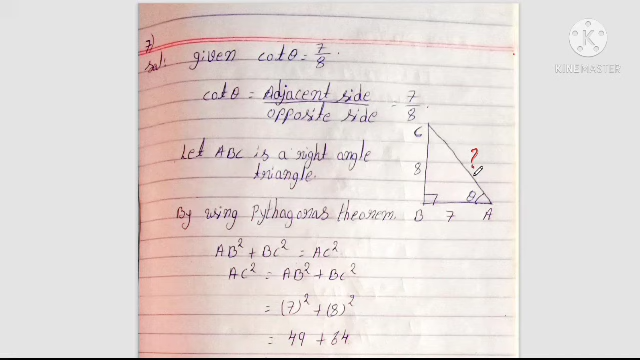 7)
Sol: given cotθ = 7/8.
cotθ = Adjacent side / opposite side = 7/8.
Let ABC is a right angle
triangle.
C
?
8
θ
B 7 A
By using Pythagoras theorem
AB² + BC² = AC²
AC² = AB² + BC²
= (7)² + (8)²
= 49 + 64
KINEMASTER